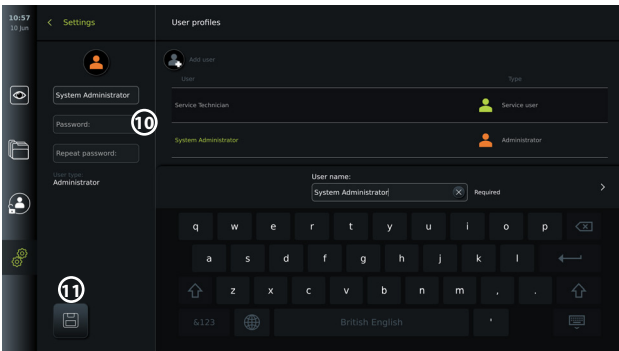 10:57
10 Jun
Settings
User profiles
Add user
User
Type
System Administrator
Service Technician
Service user
Password:
10
System Administrator
Administrator
Repeat password:
User type:
Administrator
User name:
System Administrator
Required
q w e r t y u i o p
a s d f g h j k l
z x c v b n m , .
11
&123
British English
'